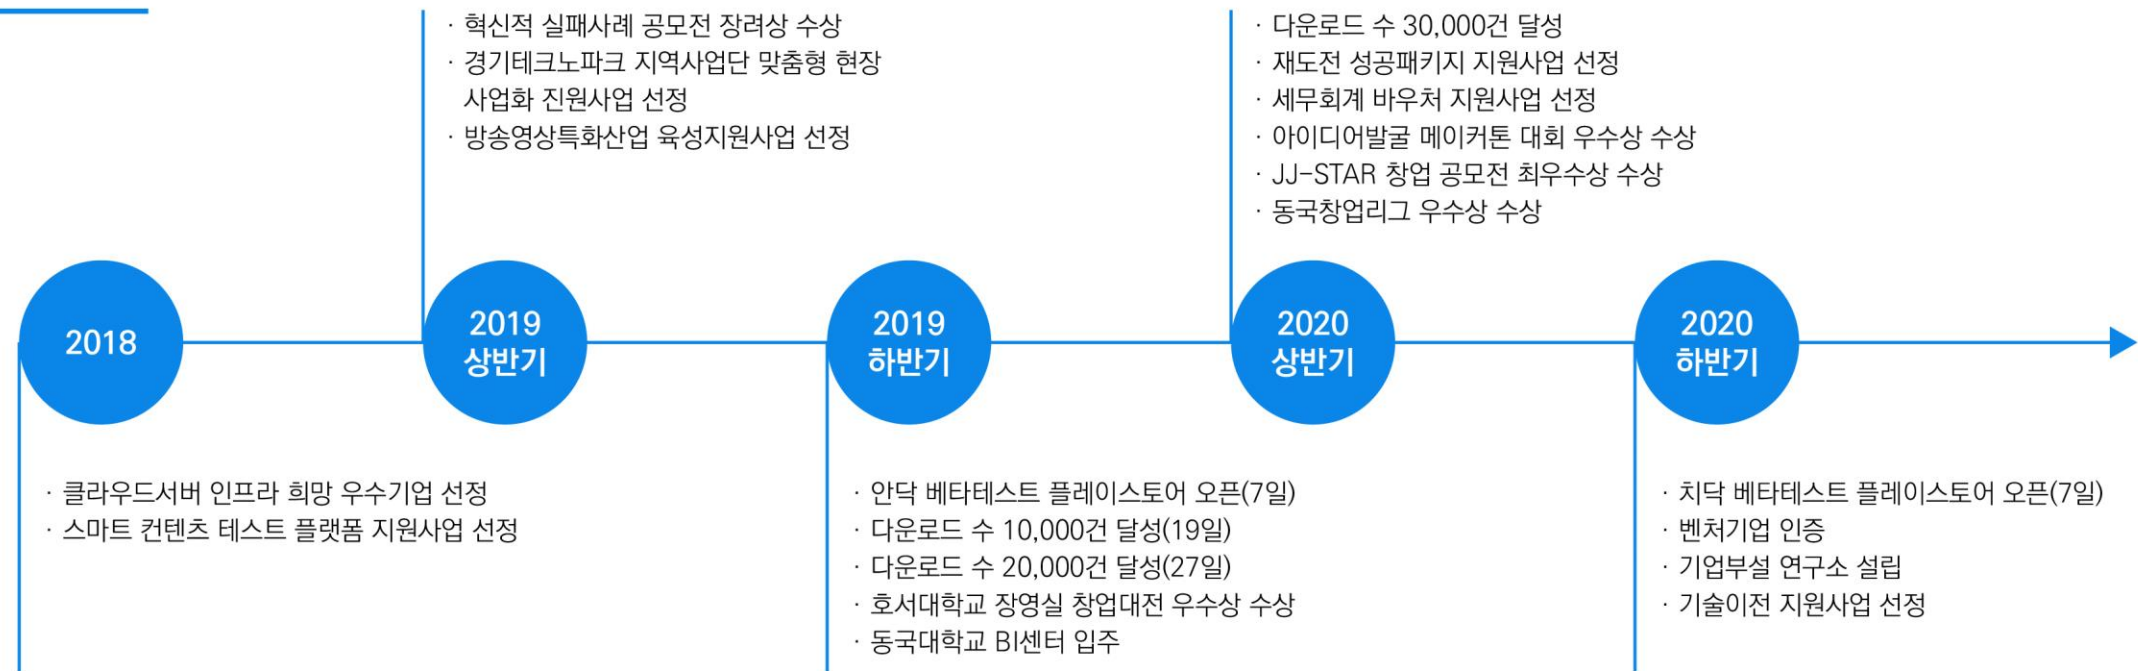 · 혁신적 실패사례 공모전 장려상 수상
· 경기테크노파크 지역사업단 맞춤형 현장
사업화 진원사업 선정
· 방송영상특화산업 육성지원사업 선정
· 다운로드 수 30,000건 달성
· 재도전 성공패키지 지원사업 선정
· 세무회계 바우처 지원사업 선정
· 아이디어발굴 메이커톤 대회 우수상 수상
· JJ-STAR 창업 공모전 최우수상 수상
· 동국창업리그 우수상 수상
2018
2019
상반기
2019
하반기
2020
상반기
2020
하반기
· 클라우드서버 인프라 희망 우수기업 선정
· 스마트 컨텐츠 테스트 플랫폼 지원사업 선정
· 안닥 베타테스트 플레이스토어 오픈(7일)
· 다운로드 수 10,000건 달성(19일)
· 다운로드 수 20,000건 달성(27일)
· 호서대학교 장영실 창업대전 우수상 수상
· 동국대학교 BI센터 입주
· 치닥 베타테스트 플레이스토어 오픈(7일)
· 벤처기업 인증
· 기업부설 연구소 설립
· 기술이전 지원사업 선정